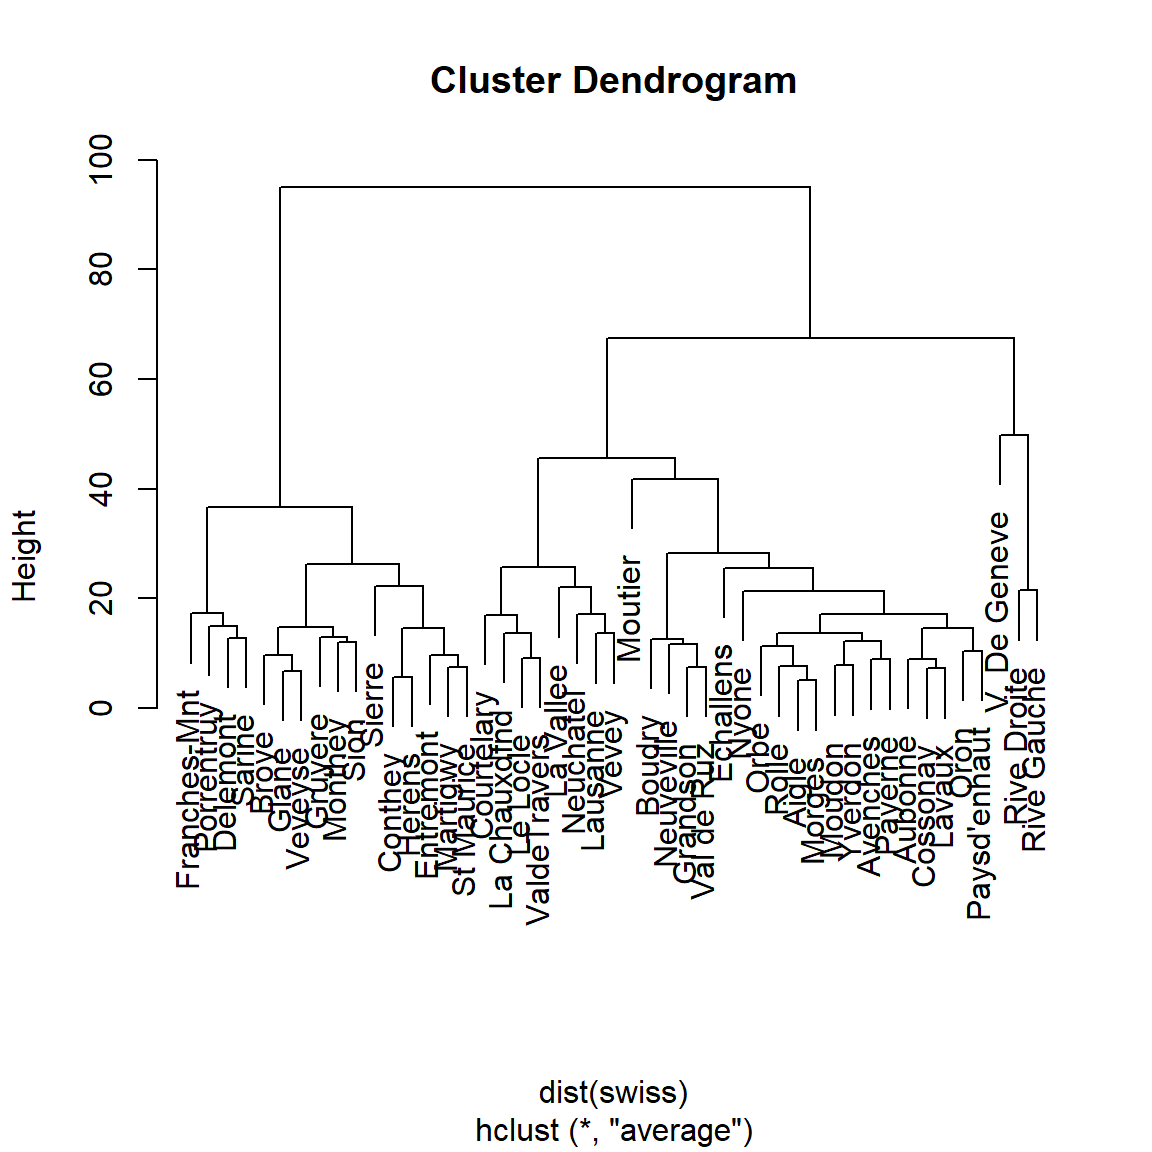 Cluster Dendrogram
Height
0
20
40
60
80
100
Franches-Mnt
Porrentruy
Delemont
Sarine
Broye
Glane
Veveyse
Gruyere
Monthey
Sion
Sierre
Conthey
Herens
Entremont
Martigwy
St Maurice
Courtelary
La Chauxdfnd
Le Locle
ValdeTravers
La Vallee
Neuchatel
Lausanne
Vevey
Moutier
Boudry
Neuveville
Grandson
Val de Ruz
Echallens
Nyone
Orbe
Rolle
Aigle
Morges
Moudon
Yverdon
Avenches
Payerne
Aubonne
Cossonay
Lavaux
Oron
Paysd'enhaut
V. De Geneve
Rive Droite
Rive Gauche
dist(swiss)
hclust (*, "average")